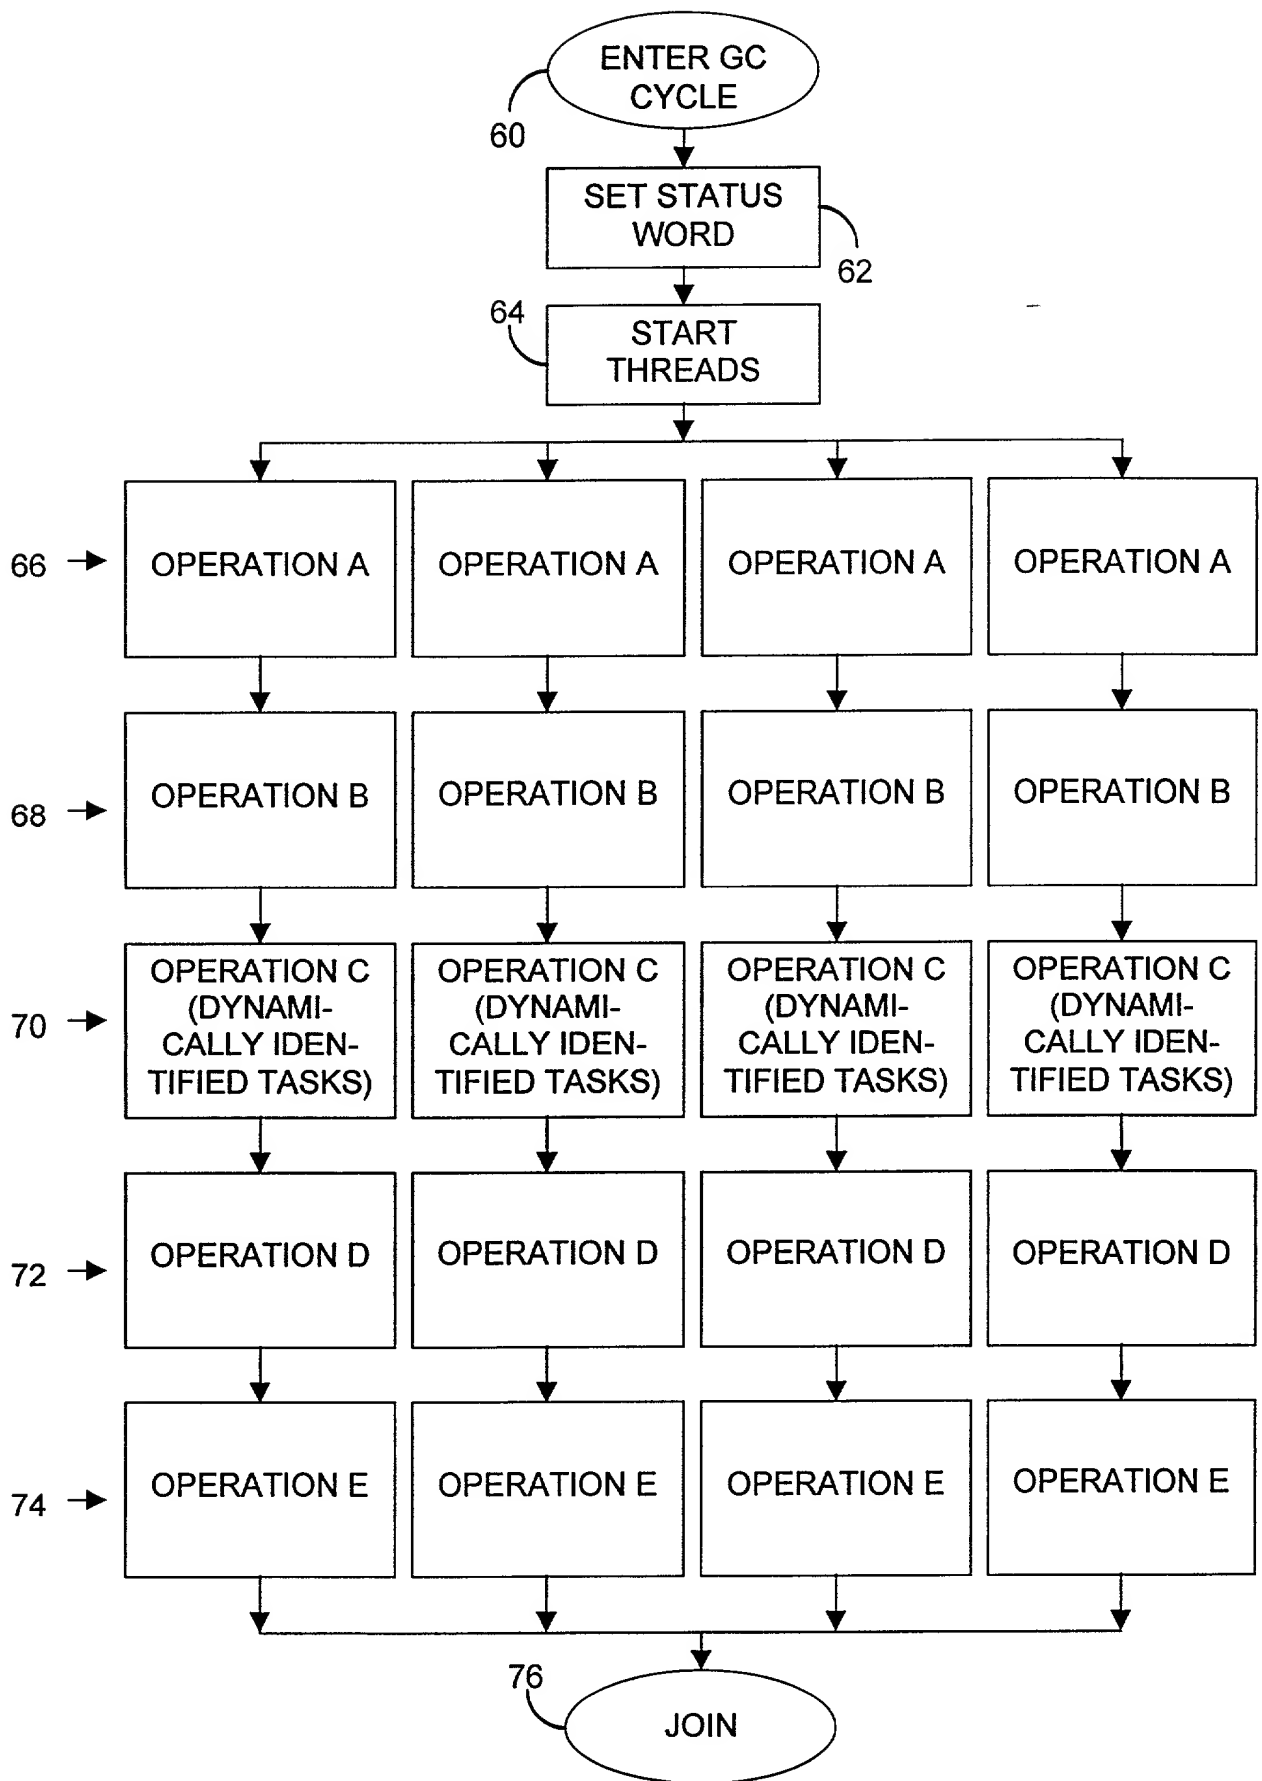 ENTER GC
CYCLE
60
SET STATUS
WORD
62
64
START
THREADS
66
OPERATION A
OPERATION A
OPERATION A
OPERATION A
68
OPERATION B
OPERATION B
OPERATION B
OPERATION B
70
OPERATION C
(DYNAMI-
CALLY IDEN-
TIFIED TASKS)
OPERATION C
(DYNAMI-
CALLY IDEN-
TIFIED TASKS)
OPERATION C
(DYNAMI-
CALLY IDEN-
TIFIED TASKS)
OPERATION C
(DYNAMI-
CALLY IDEN-
TIFIED TASKS)
72
OPERATION D
OPERATION D
OPERATION D
OPERATION D
74
OPERATION E
OPERATION E
OPERATION E
OPERATION E
76
JOIN